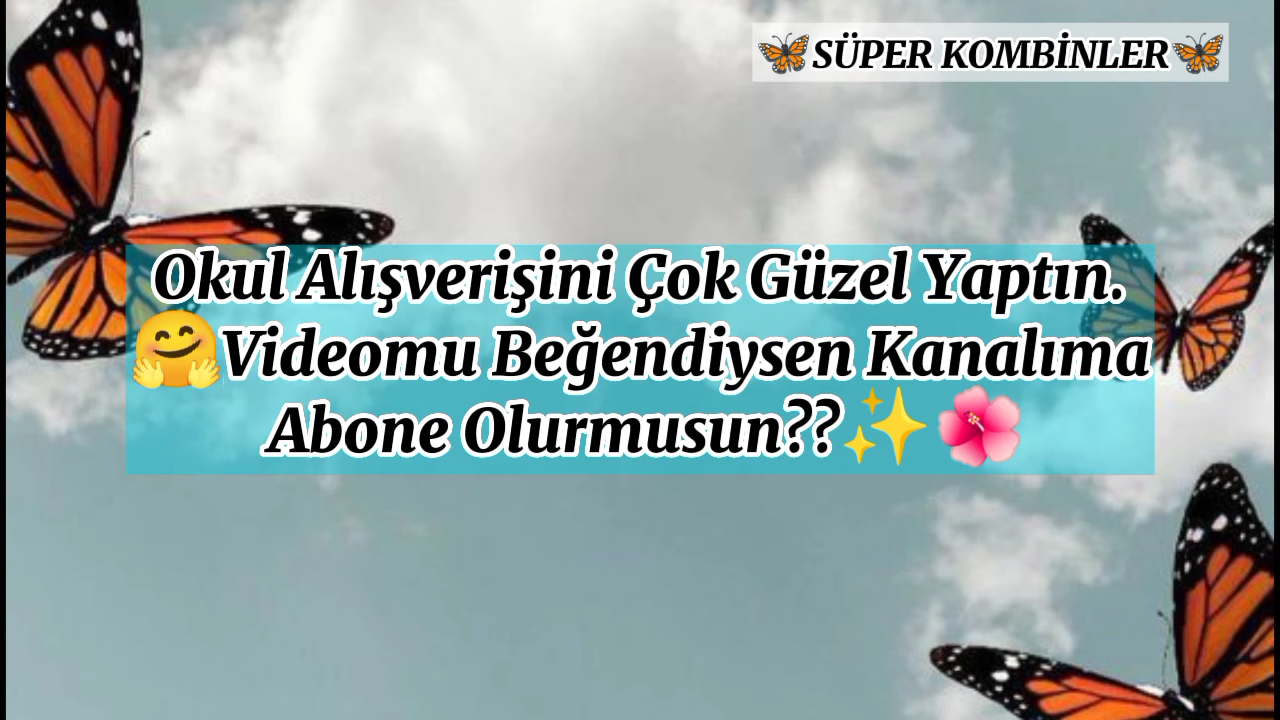 🦋SÜPER KOMBİNLER🦋
Okul Alışverişini Çok Güzel Yaptın.
🤗Videomu Beğendiysen Kanalıma
Abone Olurmusun??✨🌺